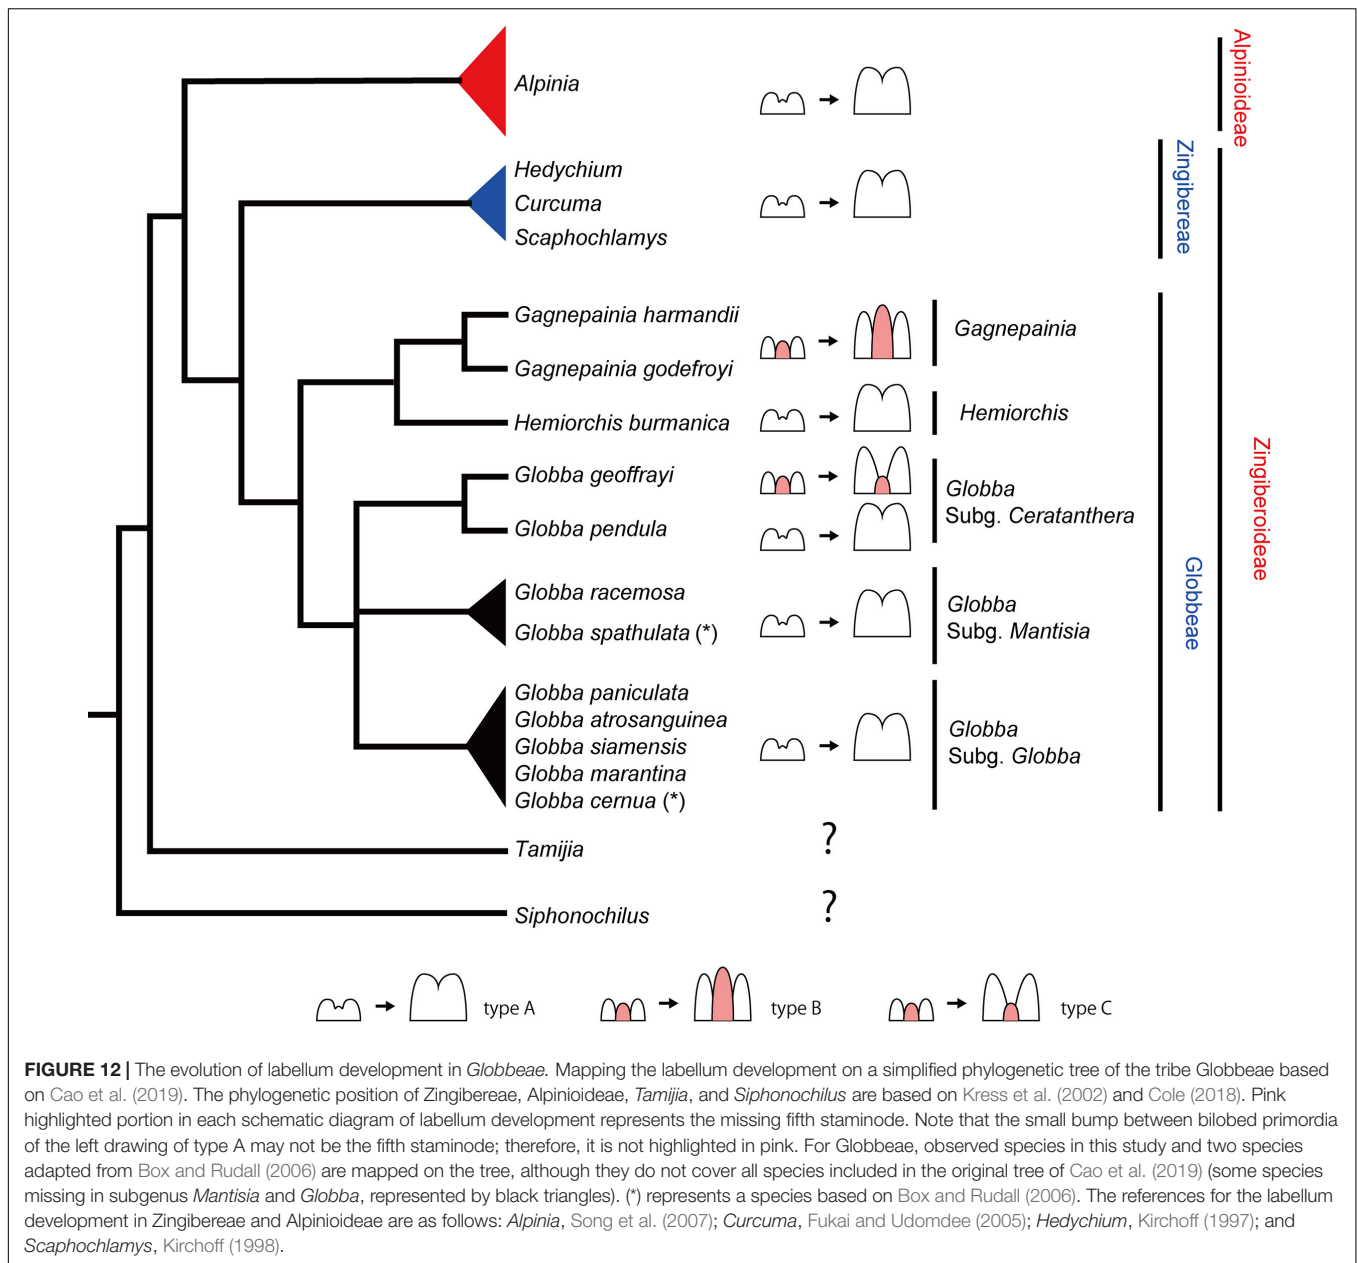 Alpinia
Alpinioideae
Hedychium
Curcuma
Scaphochlamys
Zingibereae
Gagnepainia harmandii
Gagnepainia godefroyi
Gagnepainia
Hemiorchis burmanica
Hemiorchis
Globba geoffrayi
Globba pendula
Globba
Subg. Ceratanthera
Globba racemosa
Globba spathulata (*)
Globba
Subg. Mantisia
Globba paniculata
Globba atrosanguinea
Globba siamensis
Globba marantina
Globba cernua (*)
Globba
Subg. Globba
Globbeae
Zingiberoideae
Tamijia
?
Siphonochilus
?
type A
type B
type C
FIGURE 12 | The evolution of labellum development in Globbeae. Mapping the labellum development on a simplified phylogenetic tree of the tribe Globbeae based
on Cao et al. (2019). The phylogenetic position of Zingibereae, Alpinioideae, Tamijia, and Siphonochilus are based on Kress et al. (2002) and Cole (2018). Pink
highlighted portion in each schematic diagram of labellum development represents the missing fifth staminode. Note that the small bump between bilobed primordia
of the left drawing of type A may not be the fifth staminode; therefore, it is not highlighted in pink. For Globbeae, observed species in this study and two species
adapted from Box and Rudall (2006) are mapped on the tree, although they do not cover all species included in the original tree of Cao et al. (2019) (some species
missing in subgenus Mantisia and Globba, represented by black triangles). (*) represents a species based on Box and Rudall (2006). The references for the labellum
development in Zingibereae and Alpinioideae are as follows: Alpinia, Song et al. (2007); Curcuma, Fukai and Udomdee (2005); Hedychium, Kirchoff (1997); and
Scaphochlamys, Kirchoff (1998).